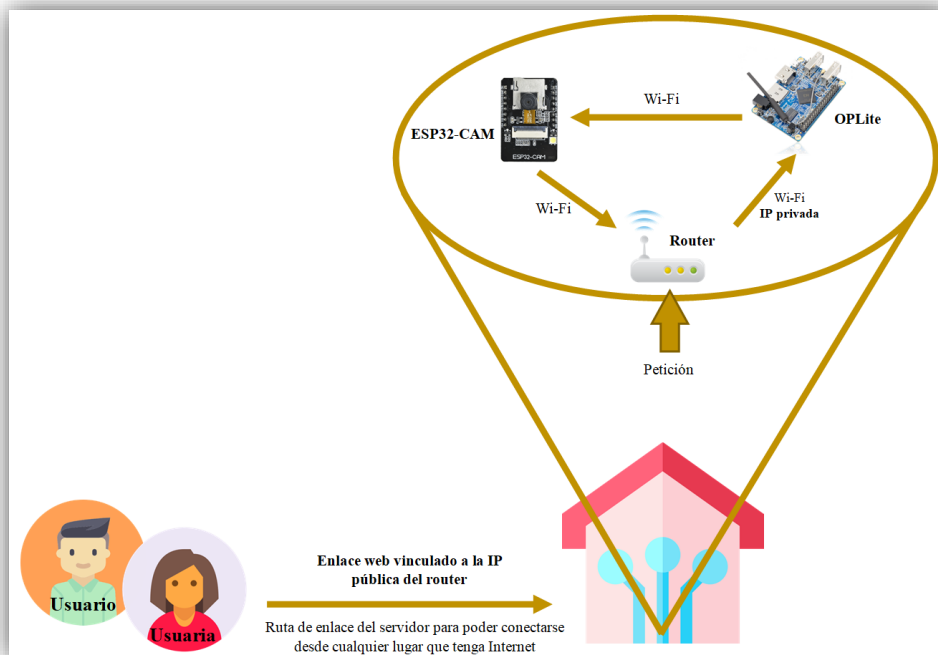 Wi-Fi
ESP32-CAM
OPLite
ESP32-CAM
Wi-Fi
Wi-Fi
IP privada
Router
Petición
Enlace web vinculado a la IP
pública del router
Usuario
Usuaria
Ruta de enlace del servidor para poder conectarse
desde cualquier lugar que tenga Internet